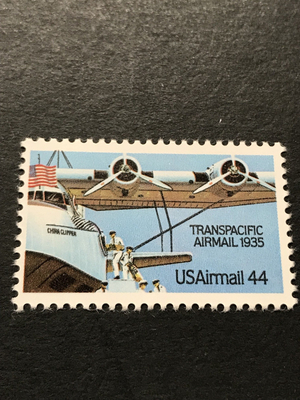 CHINA CLIPPER
TRANSPACIFIC
AIRMAIL 1935
USAirmail 44